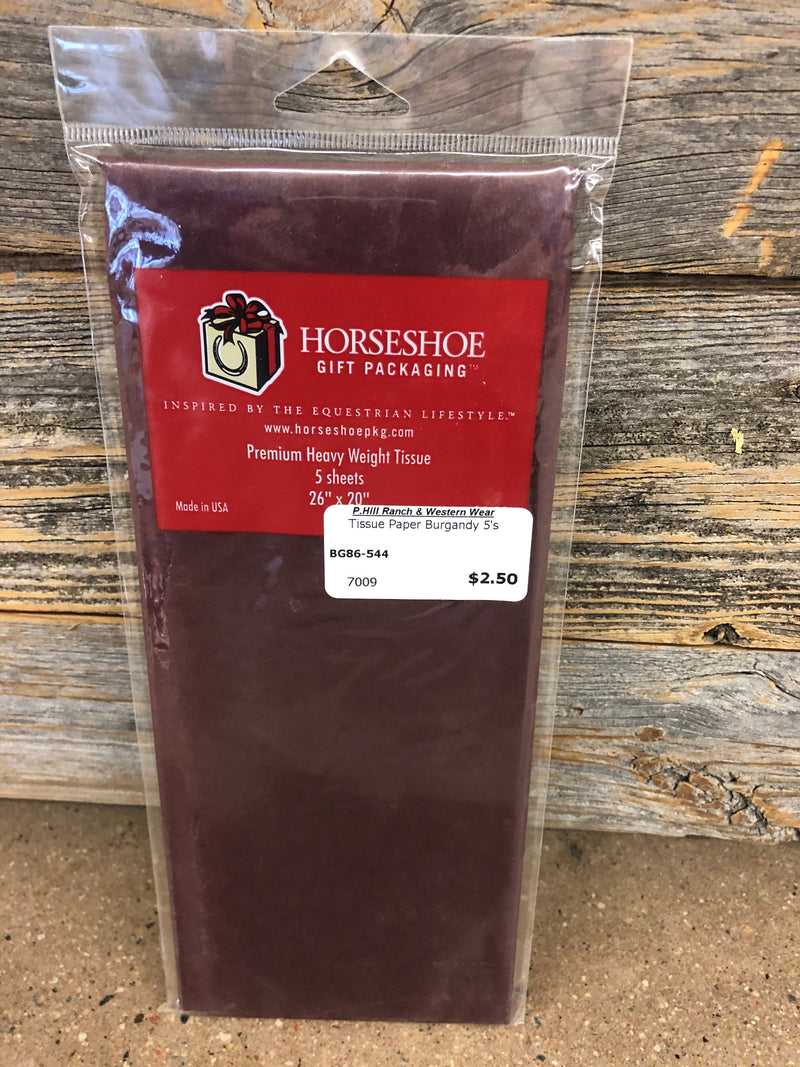 HORSESHOE
GIFT PACKAGING™
INSPIRED BY THE EQUESTRIAN LIFESTYLE.™
www.horseshoepkg.com
Premium Heavy Weight Tissue
5 sheets
26" x 20"
Made in USA
P.Hill Ranch & Western Wear
Tissue Paper Burgandy 5's
BG86-544
7009 $2.50